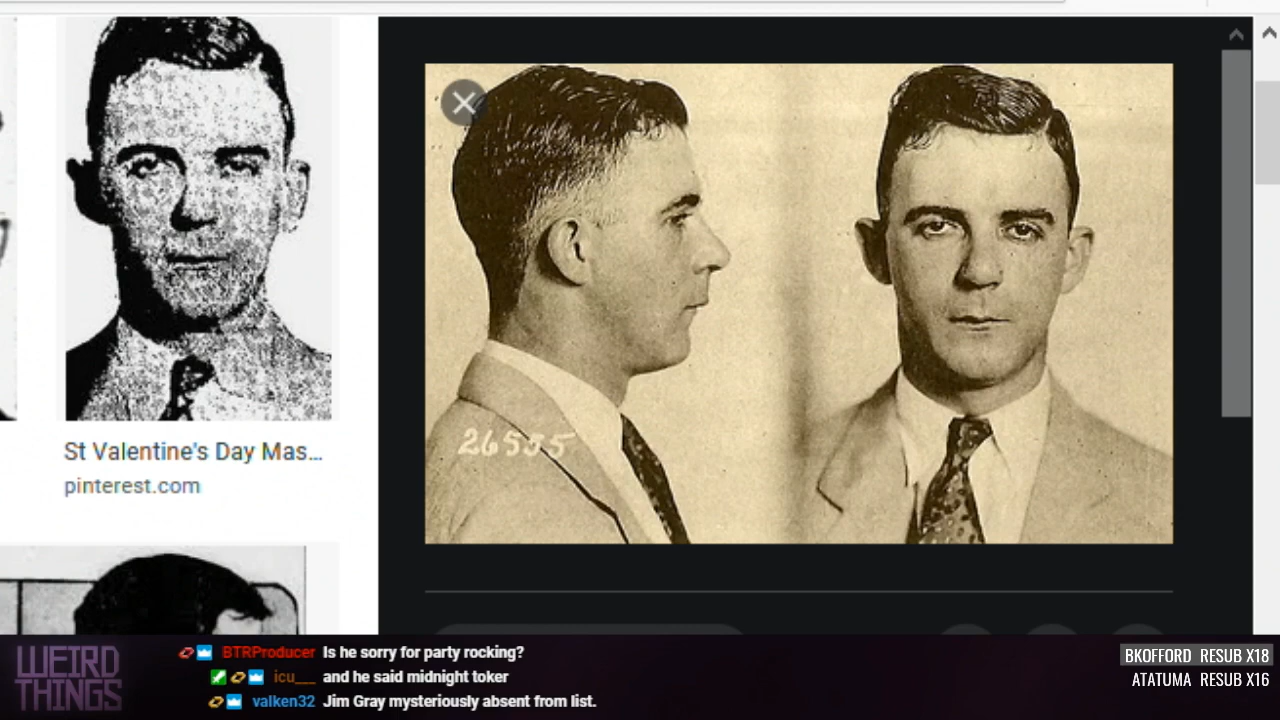 26535
St Valentine's Day Mas...
pinterest.com
WEIRD
THINGS
BTRProducer Is he sorry for party rocking?
icu___ and he said midnight toker
valken32 Jim Gray mysteriously absent from list.
BKOFFORD RESUB X18
ATATUMA RESUB X16